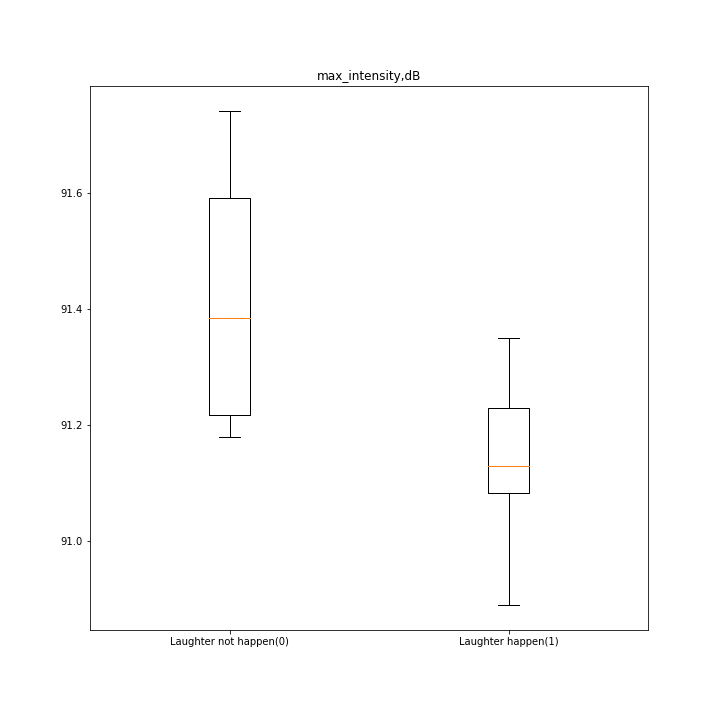 max_intensity,dB
91.6
91.4
91.2
91.0
Laughter not happen(0)
Laughter happen(1)